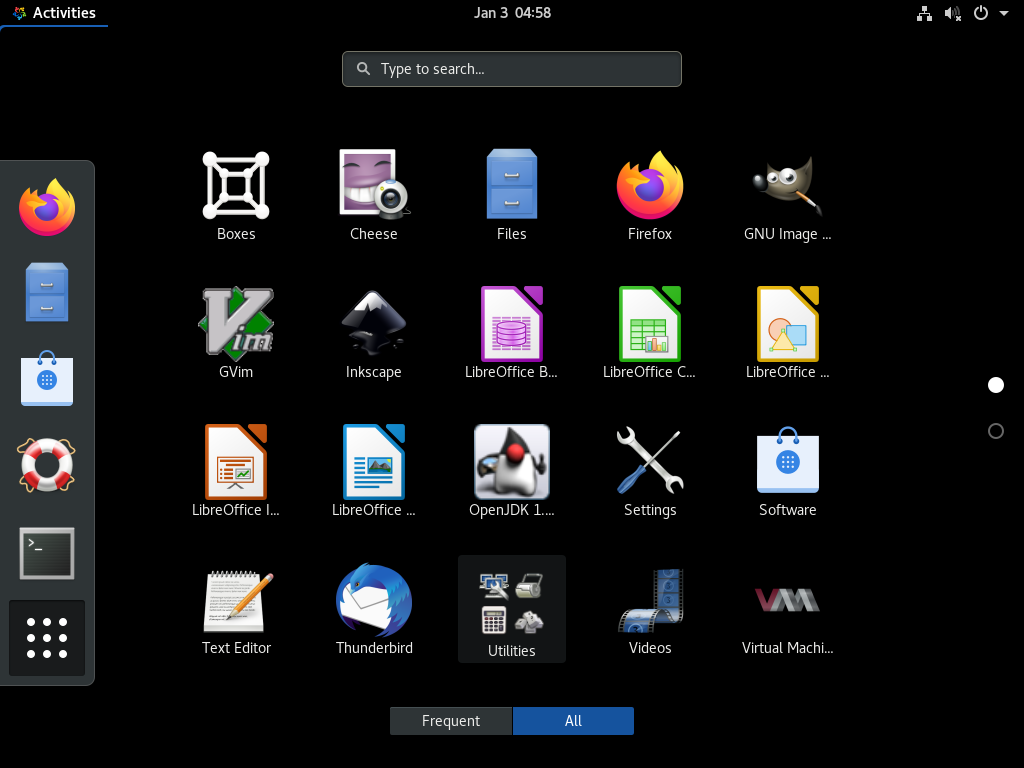 Activities
Jan 3 04:58
Type to search...
Boxes
Cheese
Files
Firefox
GNU Image ...
GVim
Inkscape
LibreOffice B...
LibreOffice C...
LibreOffice ...
LibreOffice I...
LibreOffice ...
OpenJDK 1....
Settings
Software
Text Editor
Thunderbird
Utilities
Videos
Virtual Machi...
Frequent
All